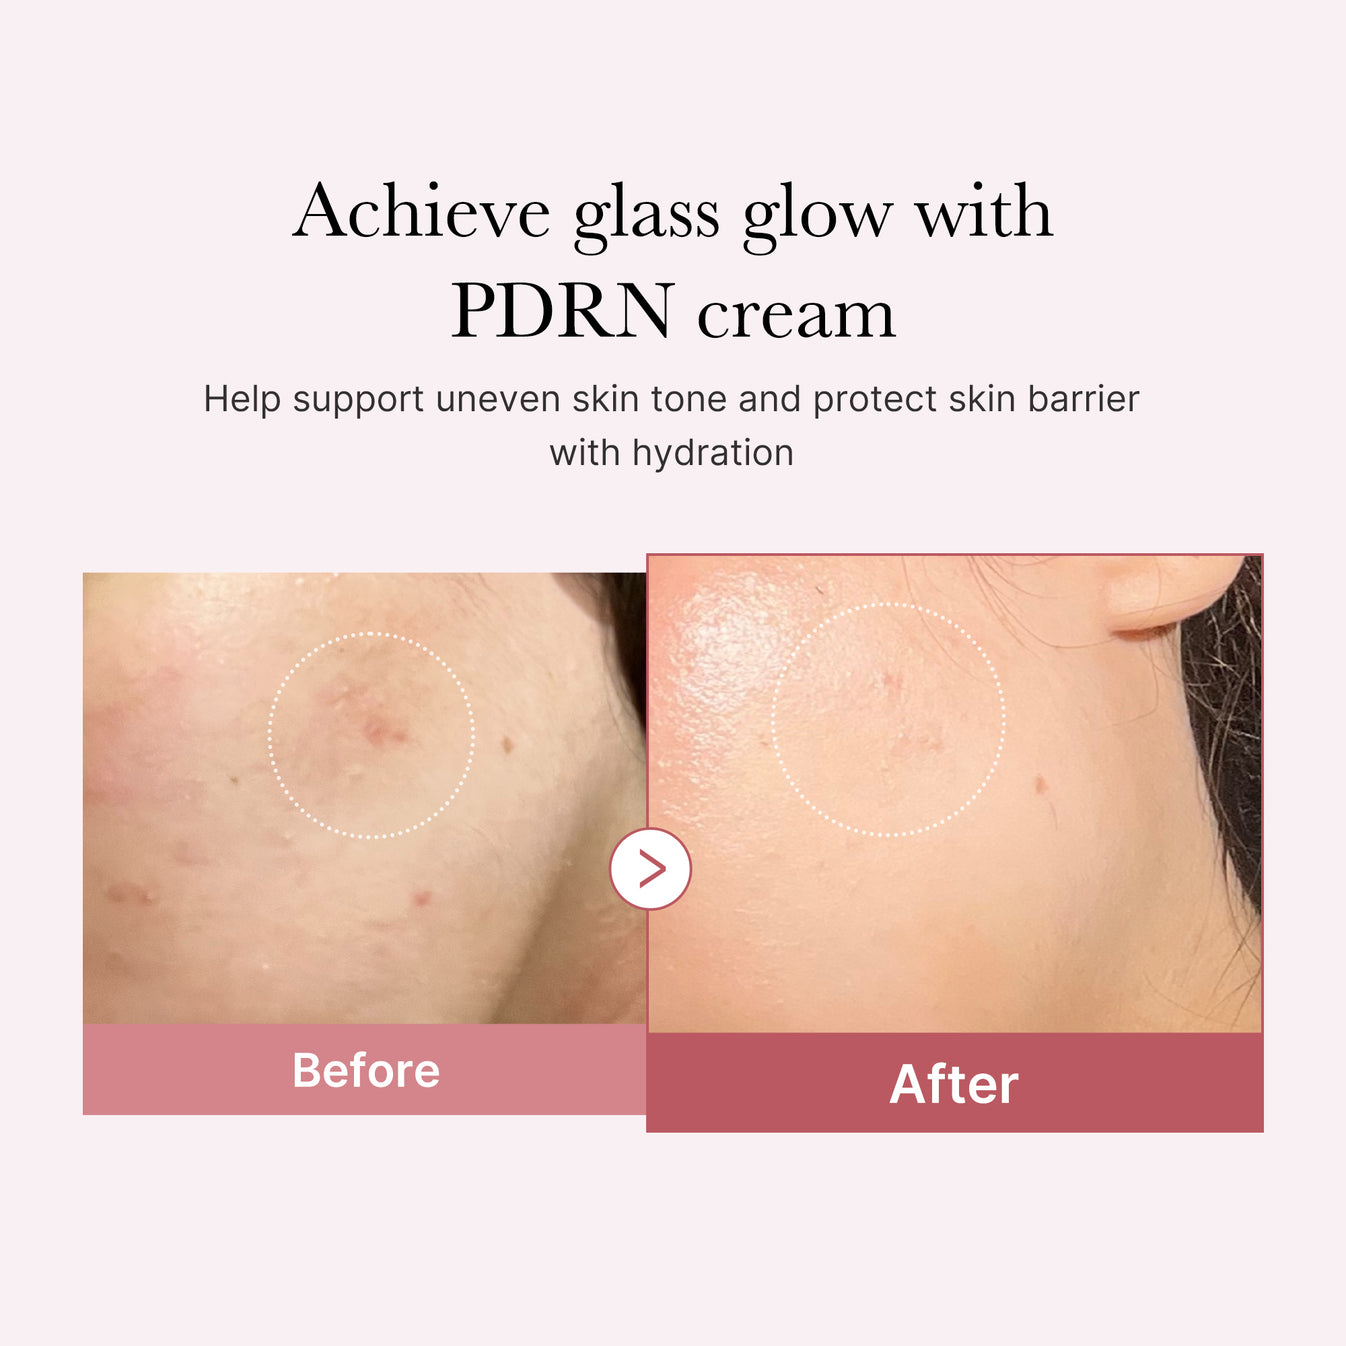 Achieve glass glow with
PDRN cream
Help support uneven skin tone and protect skin barrier
with hydration
Before
After